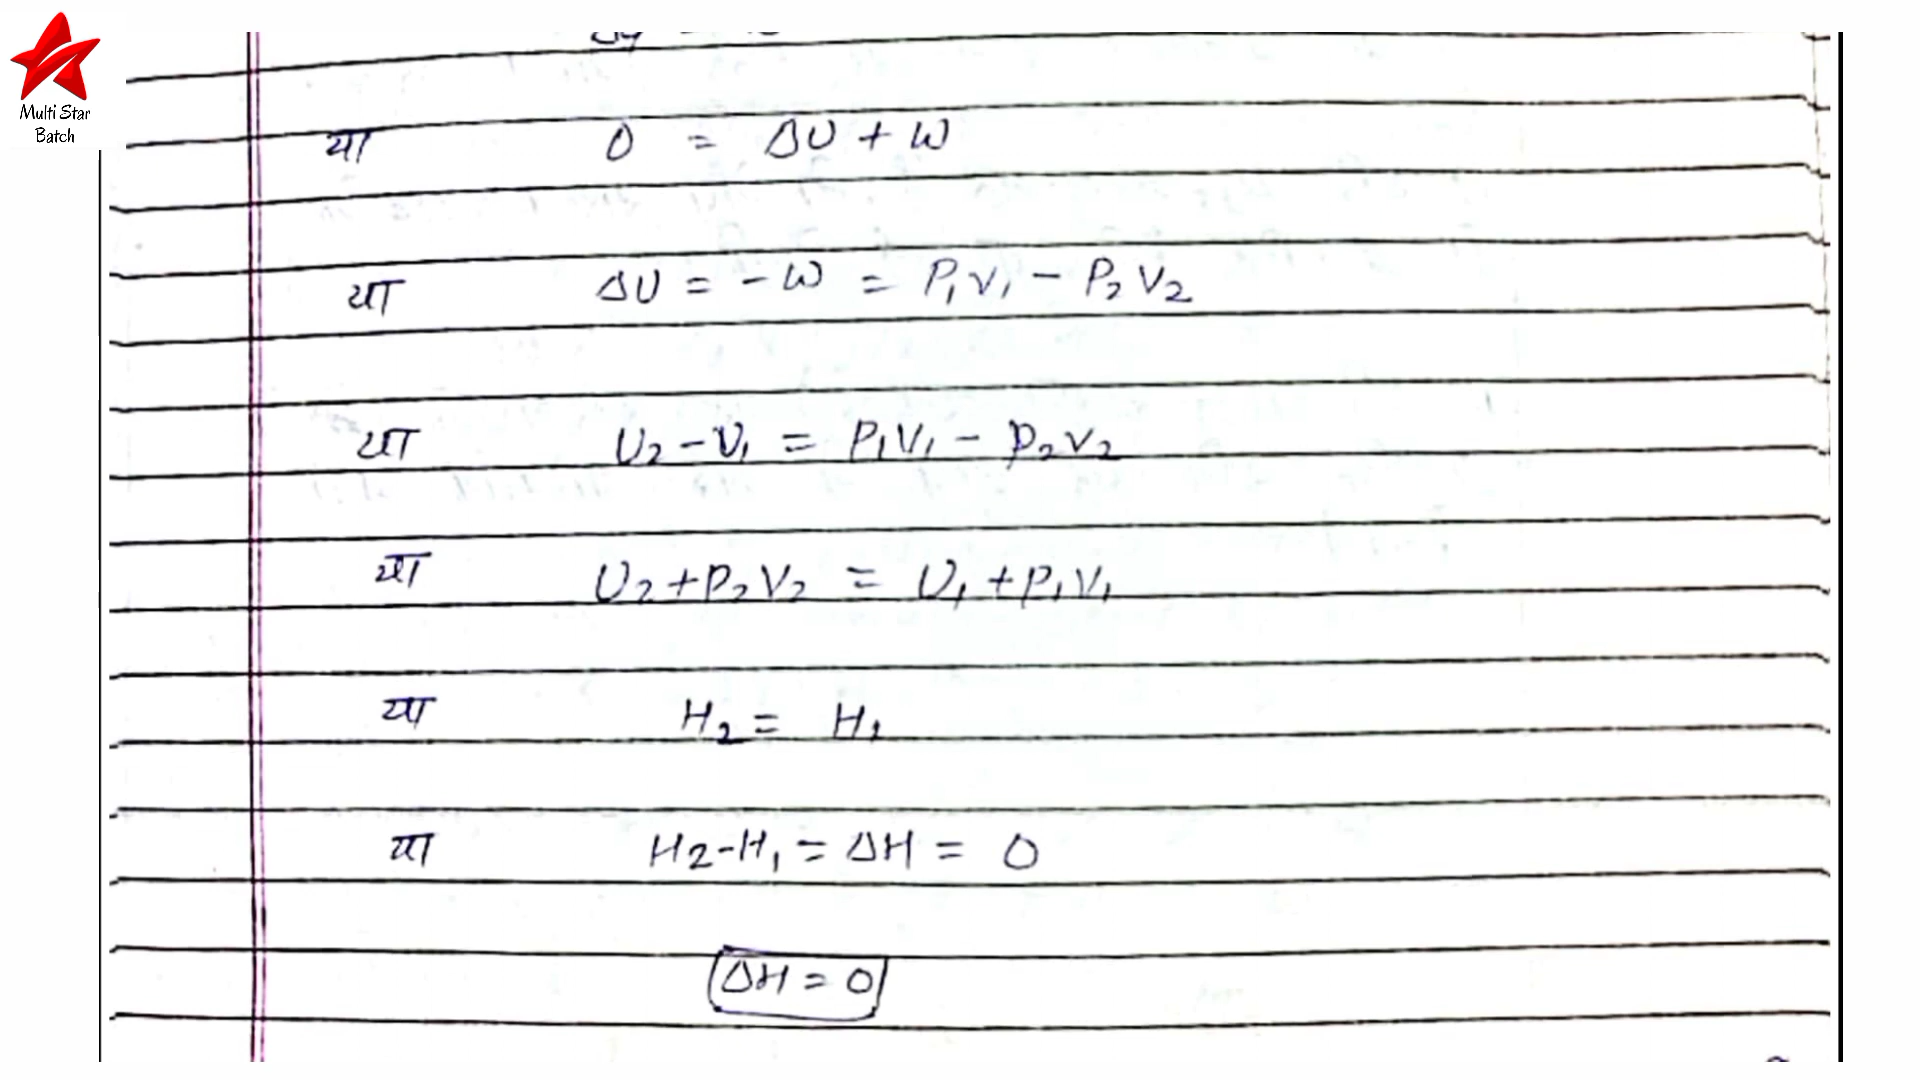 Multi Star
Batch
या 0 = ΔU + W
या ΔU = - W = P₁V₁ - P₂V₂
या U₂ - U₁ = P₁V₁ - P₂V₂
या U₂ + P₂V₂ = U₁ + P₁V₁
या H₂ = H₁
या H₂ - H₁ = ΔH = 0
ΔH = 0